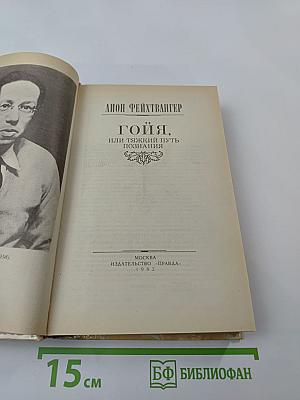 ЛИОН ФЕЙХТВАНГЕР
ГОЙЯ,
ИЛИ ТЯЖКИЙ ПУТЬ
ПОЗНАНИЯ
МОСКВА
ИЗДАТЕЛЬСТВО «ПРАВДА»
1982
15 см
БФ БИБЛИОФАН